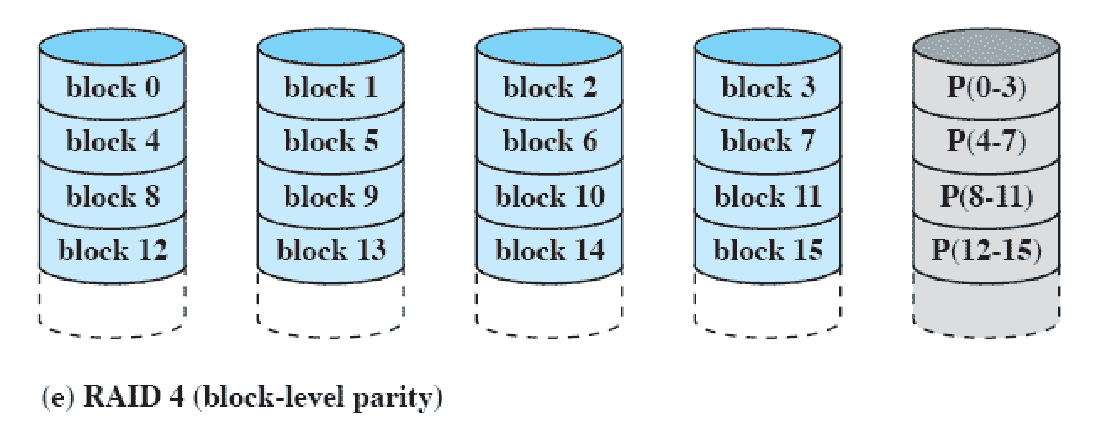 block 0 block 1 block 2 block 3 P(0-3)
block 4 block 5 block 6 block 7 P(4-7)
block 8 block 9 block 10 block 11 P(8-11)
block 12 block 13 block 14 block 15 P(12-15)
(e) RAID 4 (block-level parity)